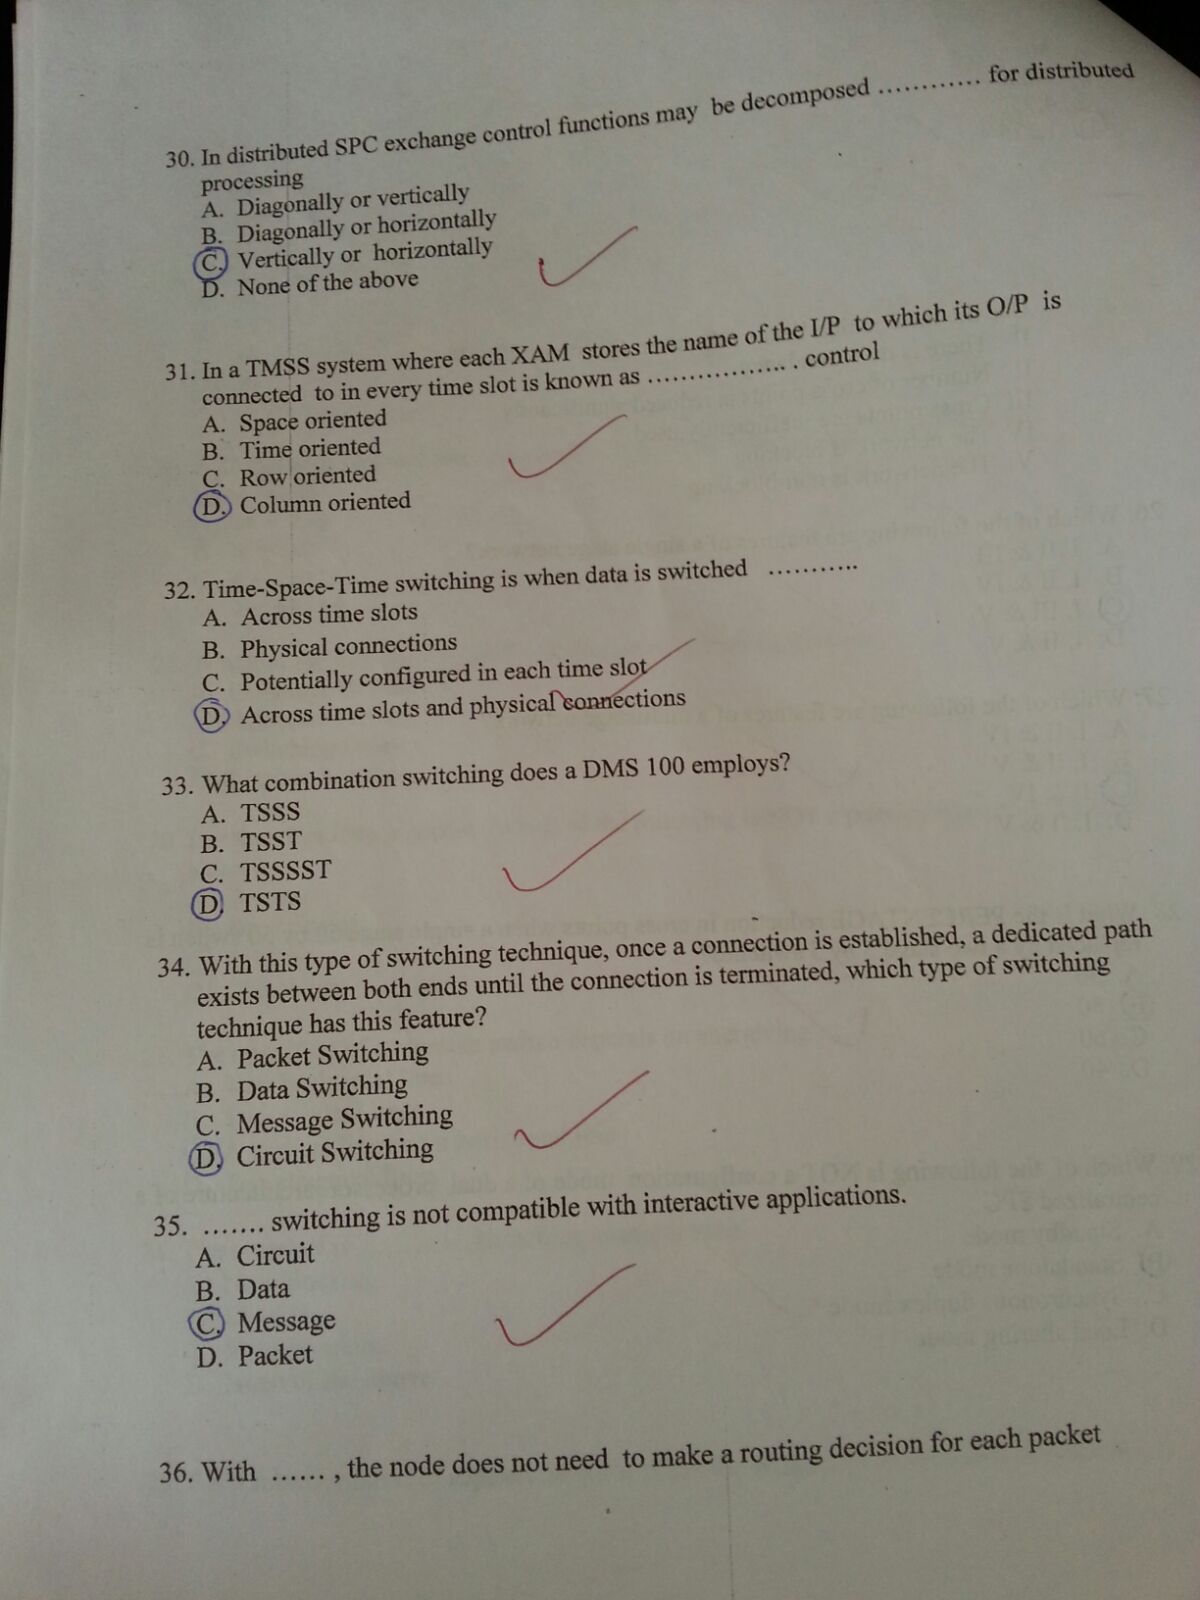 30. In distributed SPC exchange control functions may be decomposed ............ for distributed
processing
A. Diagonally or vertically
B. Diagonally or horizontally
C. Vertically or horizontally
D. None of the above
31. In a TMSS system where each XAM stores the name of the I/P to which its O/P is
connected to in every time slot is known as .................. . control
A. Space oriented
B. Time oriented
C. Row oriented
D. Column oriented
32. Time-Space-Time switching is when data is switched ...........
A. Across time slots
B. Physical connections
C. Potentially configured in each time slot
D. Across time slots and physical connections
33. What combination switching does a DMS 100 employs?
A. TSSS
B. TSST
C. TSSSST
D. TSTS
34. With this type of switching technique, once a connection is established, a dedicated path
exists between both ends until the connection is terminated, which type of switching
technique has this feature?
A. Packet Switching
B. Data Switching
C. Message Switching
D. Circuit Switching
35. ....... switching is not compatible with interactive applications.
A. Circuit
B. Data
C. Message
D. Packet
36. With ...... , the node does not need to make a routing decision for each packet